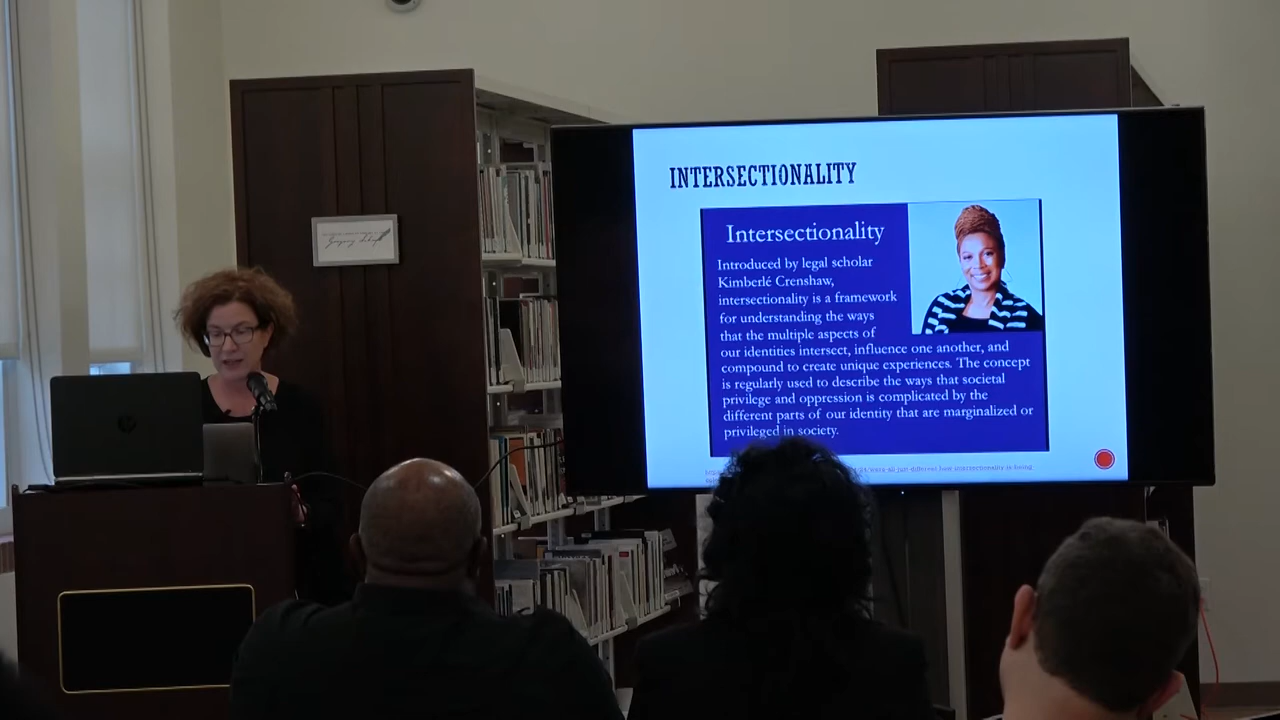 INTERSECTIONALITY
Intersectionality
Introduced by legal scholar
Kimberlé Crenshaw,
intersectionality is a framework
for understanding the ways
that the multiple aspects of
our identities intersect, influence one another, and
compound to create unique experiences. The concept
is regularly used to describe the ways that societal
privilege and oppression is complicated by the
different parts of our identity that are marginalized or
privileged in society.
hp